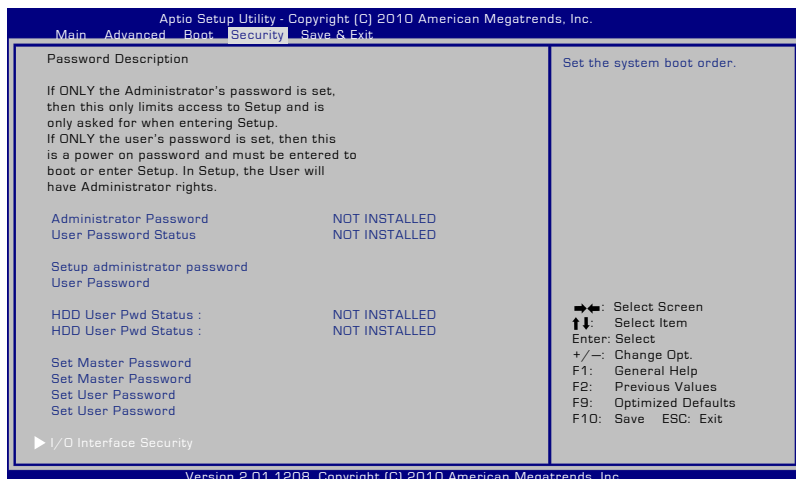 Aptio Setup Utility - Copyright (C) 2010 American Megatrends, Inc.
Main Advanced Boot Security Save & Exit
Password Description
If ONLY the Administrator's password is set,
then this only limits access to Setup and is
only asked for when entering Setup.
If ONLY the user's password is set, then this
is a power on password and must be entered to
boot or enter Setup. In Setup, the User will
have Administrator rights.
Administrator Password NOT INSTALLED
User Password Status NOT INSTALLED
Setup administrator password
User Password
HDD User Pwd Status : NOT INSTALLED
HDD User Pwd Status : NOT INSTALLED
Set Master Password
Set Master Password
Set User Password
Set User Password
I/O Interface Security
Set the system boot order.
→←: Select Screen
↑↓: Select Item
Enter: Select
+/—: Change Opt.
F1: General Help
F2: Previous Values
F9: Optimized Defaults
F10: Save ESC: Exit
Version 2.01.1208. Copyright (C) 2010 American Megatrends, Inc.